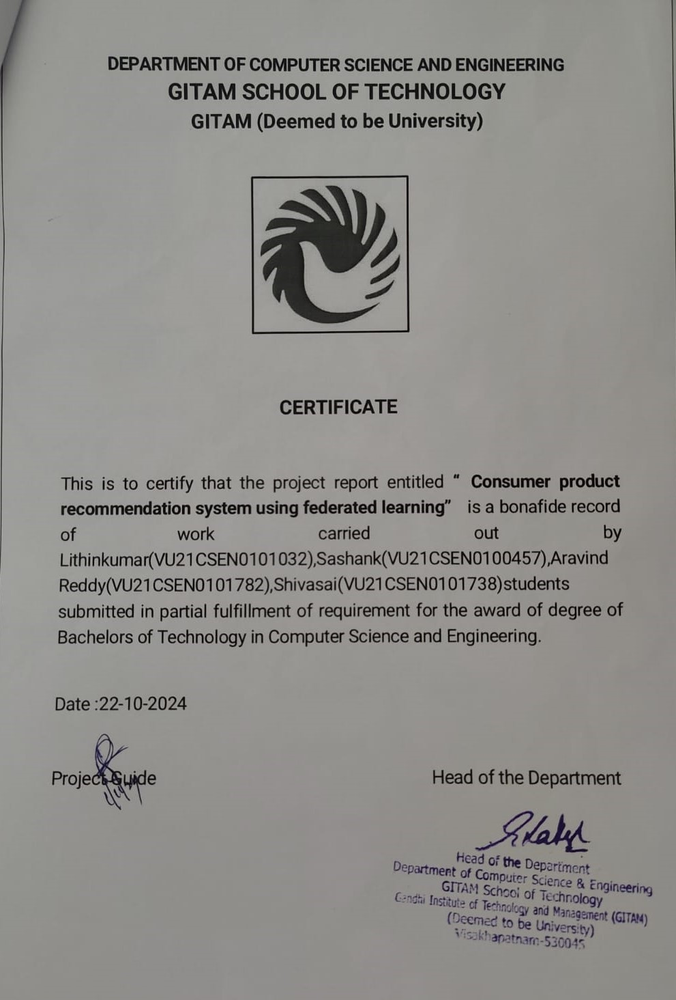 DEPARTMENT OF COMPUTER SCIENCE AND ENGINEERING
GITAM SCHOOL OF TECHNOLOGY
GITAM (Deemed to be University)
CERTIFICATE
This is to certify that the project report entitled “ Consumer product
recommendation system using federated learning” is a bonafide record
of work carried out by
Lithinkumar(VU21CSEN0101032),Sashank(VU21CSEN0100457),Aravind
Reddy(VU21CSEN0101782),Shivasai(VU21CSEN0101738)students
submitted in partial fulfillment of requirement for the award of degree of
Bachelors of Technology in Computer Science and Engineering.
Date :22-10-2024
Project Guide
Head of the Department
Head of the Department
Department of Computer Science & Engineering
GITAM School of Technology
Gandhi Institute of Technology and Management (GITAM)
(Deemed to be University)
Visakhapatnam-530045